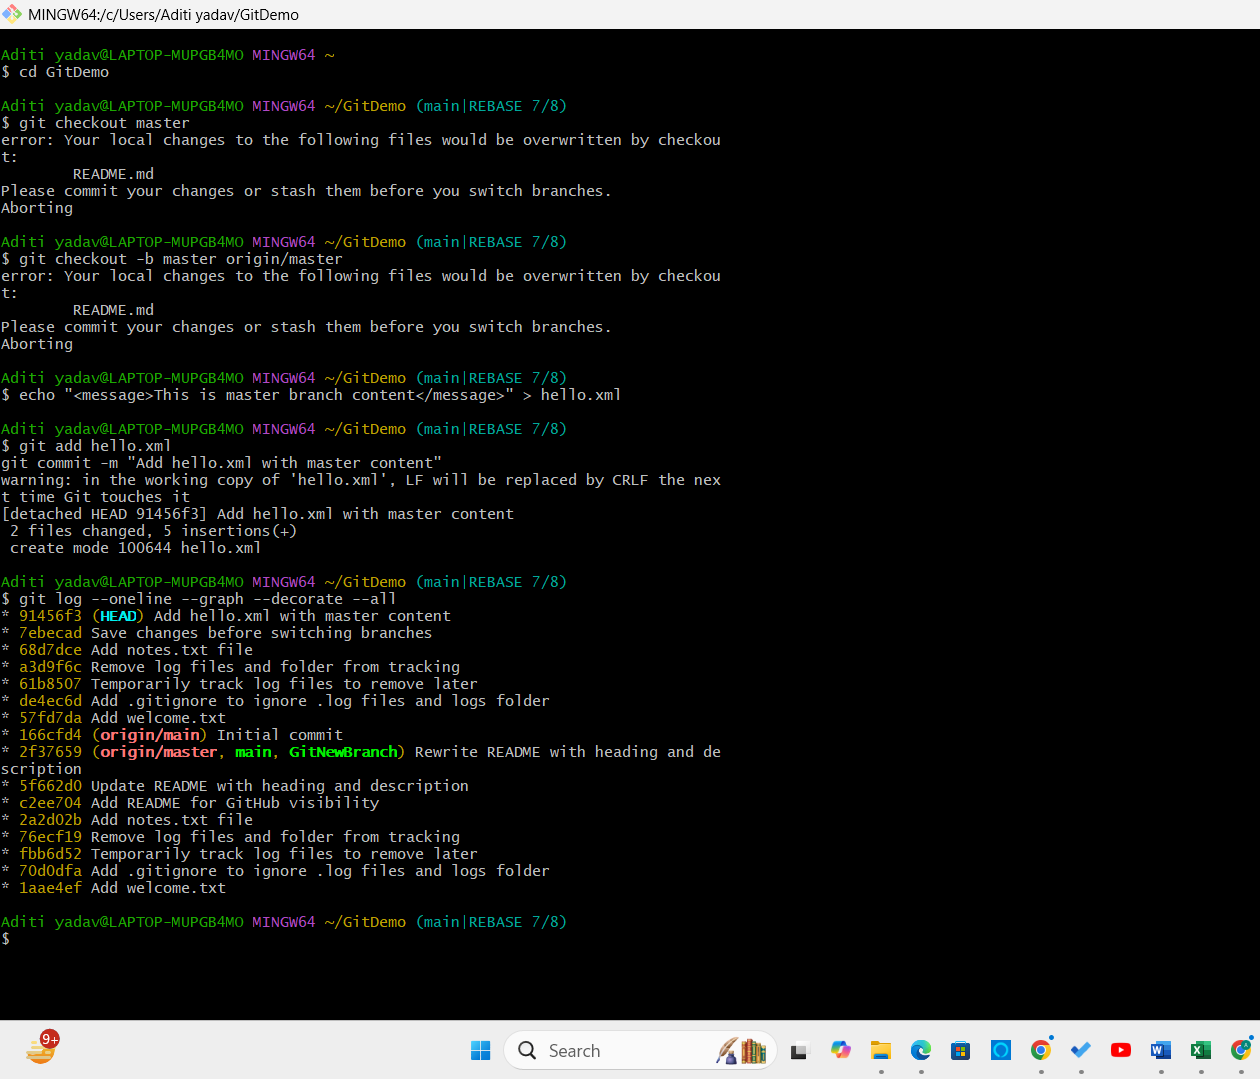 MINGW64:/c/Users/Aditi yadav/GitDemo
Aditi yadav@LAPTOP-MUPGB4MO MINGW64 ~
$ cd GitDemo
Aditi yadav@LAPTOP-MUPGB4MO MINGW64 ~/GitDemo (main|REBASE 7/8)
$ git checkout master
error: Your local changes to the following files would be overwritten by checkou
t:
README.md
Please commit your changes or stash them before you switch branches.
Aborting
Aditi yadav@LAPTOP-MUPGB4MO MINGW64 ~/GitDemo (main|REBASE 7/8)
$ git checkout -b master origin/master
error: Your local changes to the following files would be overwritten by checkou
t:
README.md
Please commit your changes or stash them before you switch branches.
Aborting
Aditi yadav@LAPTOP-MUPGB4MO MINGW64 ~/GitDemo (main|REBASE 7/8)
$ echo "<message>This is master branch content</message>" > hello.xml
Aditi yadav@LAPTOP-MUPGB4MO MINGW64 ~/GitDemo (main|REBASE 7/8)
$ git add hello.xml
git commit -m "Add hello.xml with master content"
warning: in the working copy of 'hello.xml', LF will be replaced by CRLF the nex
t time Git touches it
[detached HEAD 91456f3] Add hello.xml with master content
2 files changed, 5 insertions(+)
create mode 100644 hello.xml
Aditi yadav@LAPTOP-MUPGB4MO MINGW64 ~/GitDemo (main|REBASE 7/8)
$ git log --oneline --graph --decorate --all
* 91456f3 (HEAD) Add hello.xml with master content
* 7ebecad Save changes before switching branches
* 68d7dce Add notes.txt file
* a3d9f6c Remove log files and folder from tracking
* 61b8507 Temporarily track log files to remove later
* de4ec6d Add .gitignore to ignore .log files and logs folder
* 57fd7da Add welcome.txt
* 166cfd4 (origin/main) Initial commit
* 2f37659 (origin/master, main, GitNewBranch) Rewrite README with heading and de
scription
* 5f662d0 Update README with heading and description
* c2ee704 Add README for GitHub visibility
* 2a2d02b Add notes.txt file
* 76ecf19 Remove log files and folder from tracking
* fbb6d52 Temporarily track log files to remove later
* 70d0dfa Add .gitignore to ignore .log files and logs folder
* 1aae4ef Add welcome.txt
Aditi yadav@LAPTOP-MUPGB4MO MINGW64 ~/GitDemo (main|REBASE 7/8)
$
9+
Search